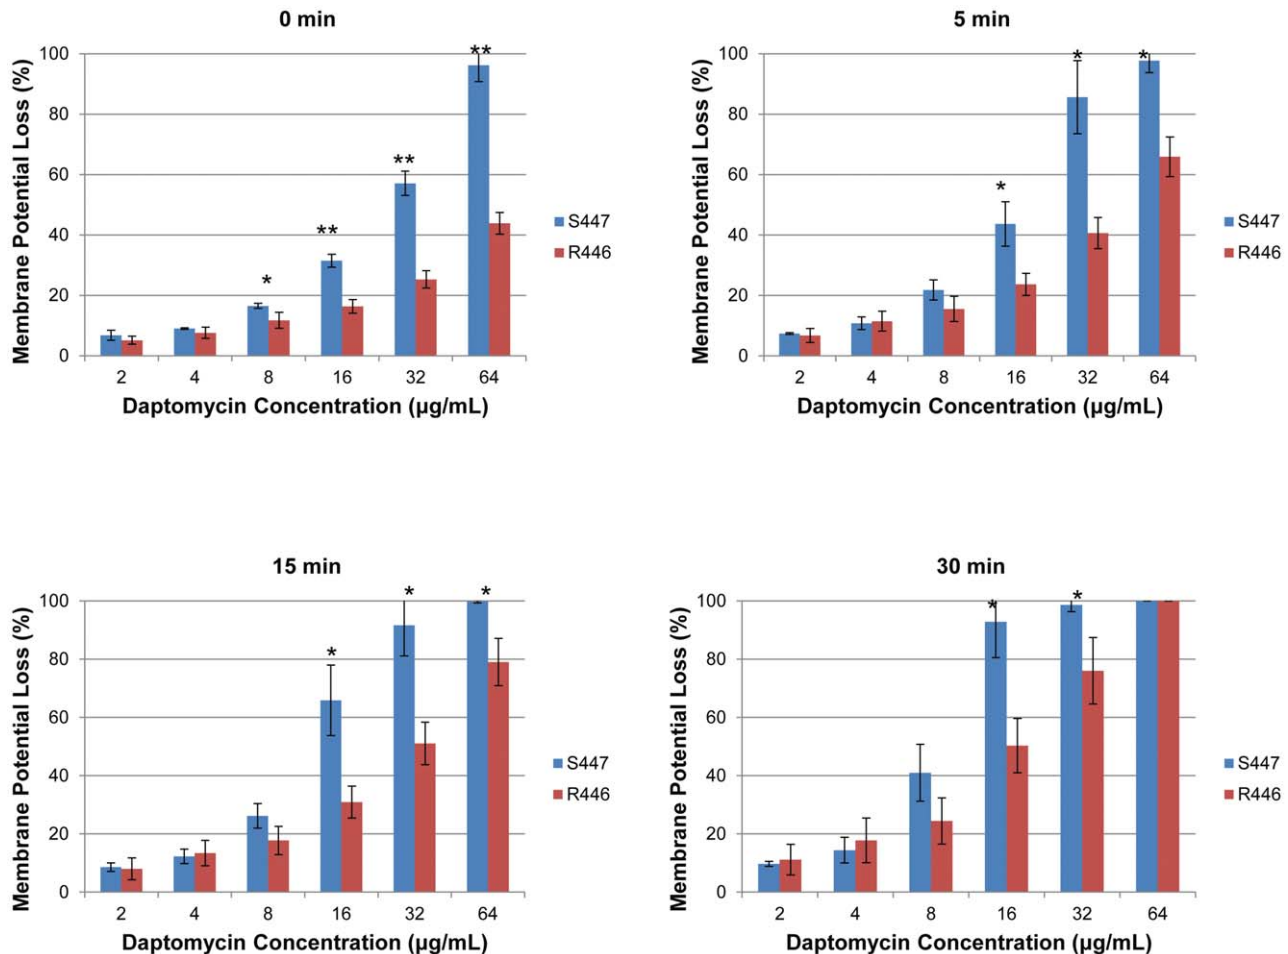 0 min
Membrane Potential Loss (%)
100
80
60
40
20
0
**
**
**
*
2 4 8 16 32 64
Daptomycin Concentration (µg/mL)
S447
R446
5 min
Membrane Potential Loss (%)
100
80
60
40
20
0
* *
*
2 4 8 16 32 64
Daptomycin Concentration (µg/mL)
S447
R446
15 min
Membrane Potential Loss (%)
100
80
60
40
20
0
* *
*
2 4 8 16 32 64
Daptomycin Concentration (µg/mL)
S447
R446
30 min
Membrane Potential Loss (%)
100
80
60
40
20
0
* *
2 4 8 16 32 64
Daptomycin Concentration (µg/mL)
S447
R446